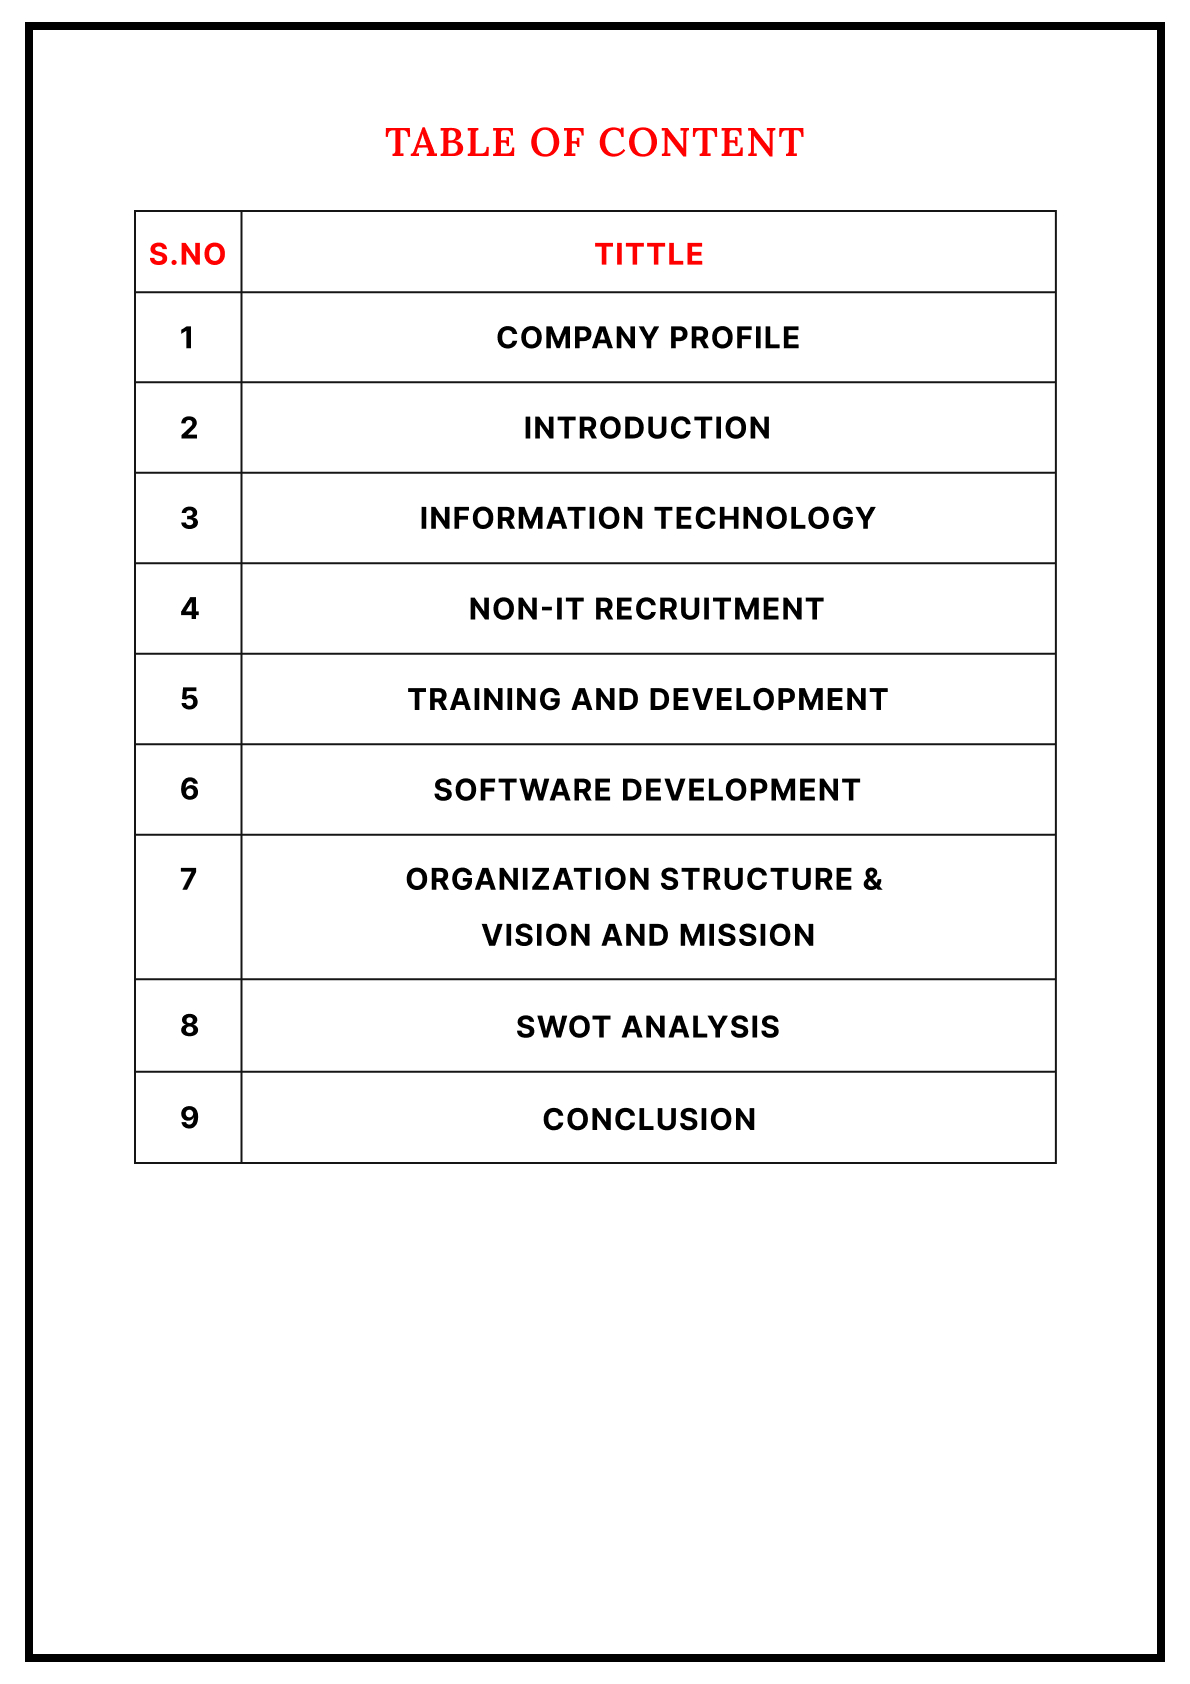 TABLE OF CONTENT
S.NO TITTLE
1 COMPANY PROFILE
2 INTRODUCTION
3 INFORMATION TECHNOLOGY
4 NON-IT RECRUITMENT
5 TRAINING AND DEVELOPMENT
6 SOFTWARE DEVELOPMENT
7 ORGANIZATION STRUCTURE &
VISION AND MISSION
8 SWOT ANALYSIS
9 CONCLUSION